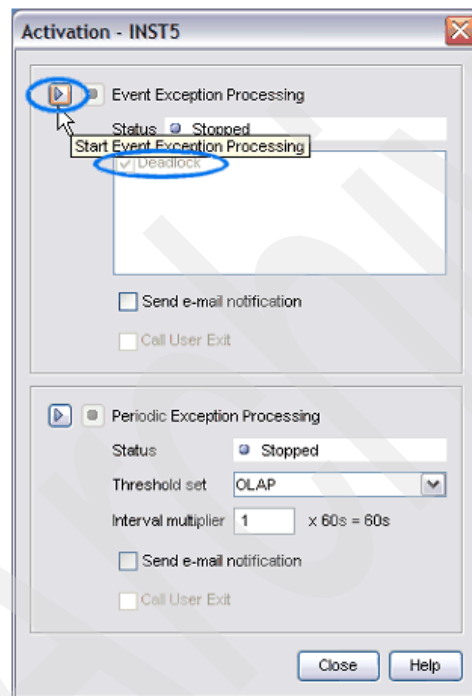 Activation - INST5
Event Exception Processing
Status Stopped
Start Event Exception Processing
Deadlock
Send e-mail notification
Call User Exit
Periodic Exception Processing
Status Stopped
Threshold set OLAP
Interval multiplier 1 x 60s = 60s
Send e-mail notification
Call User Exit
Close Help